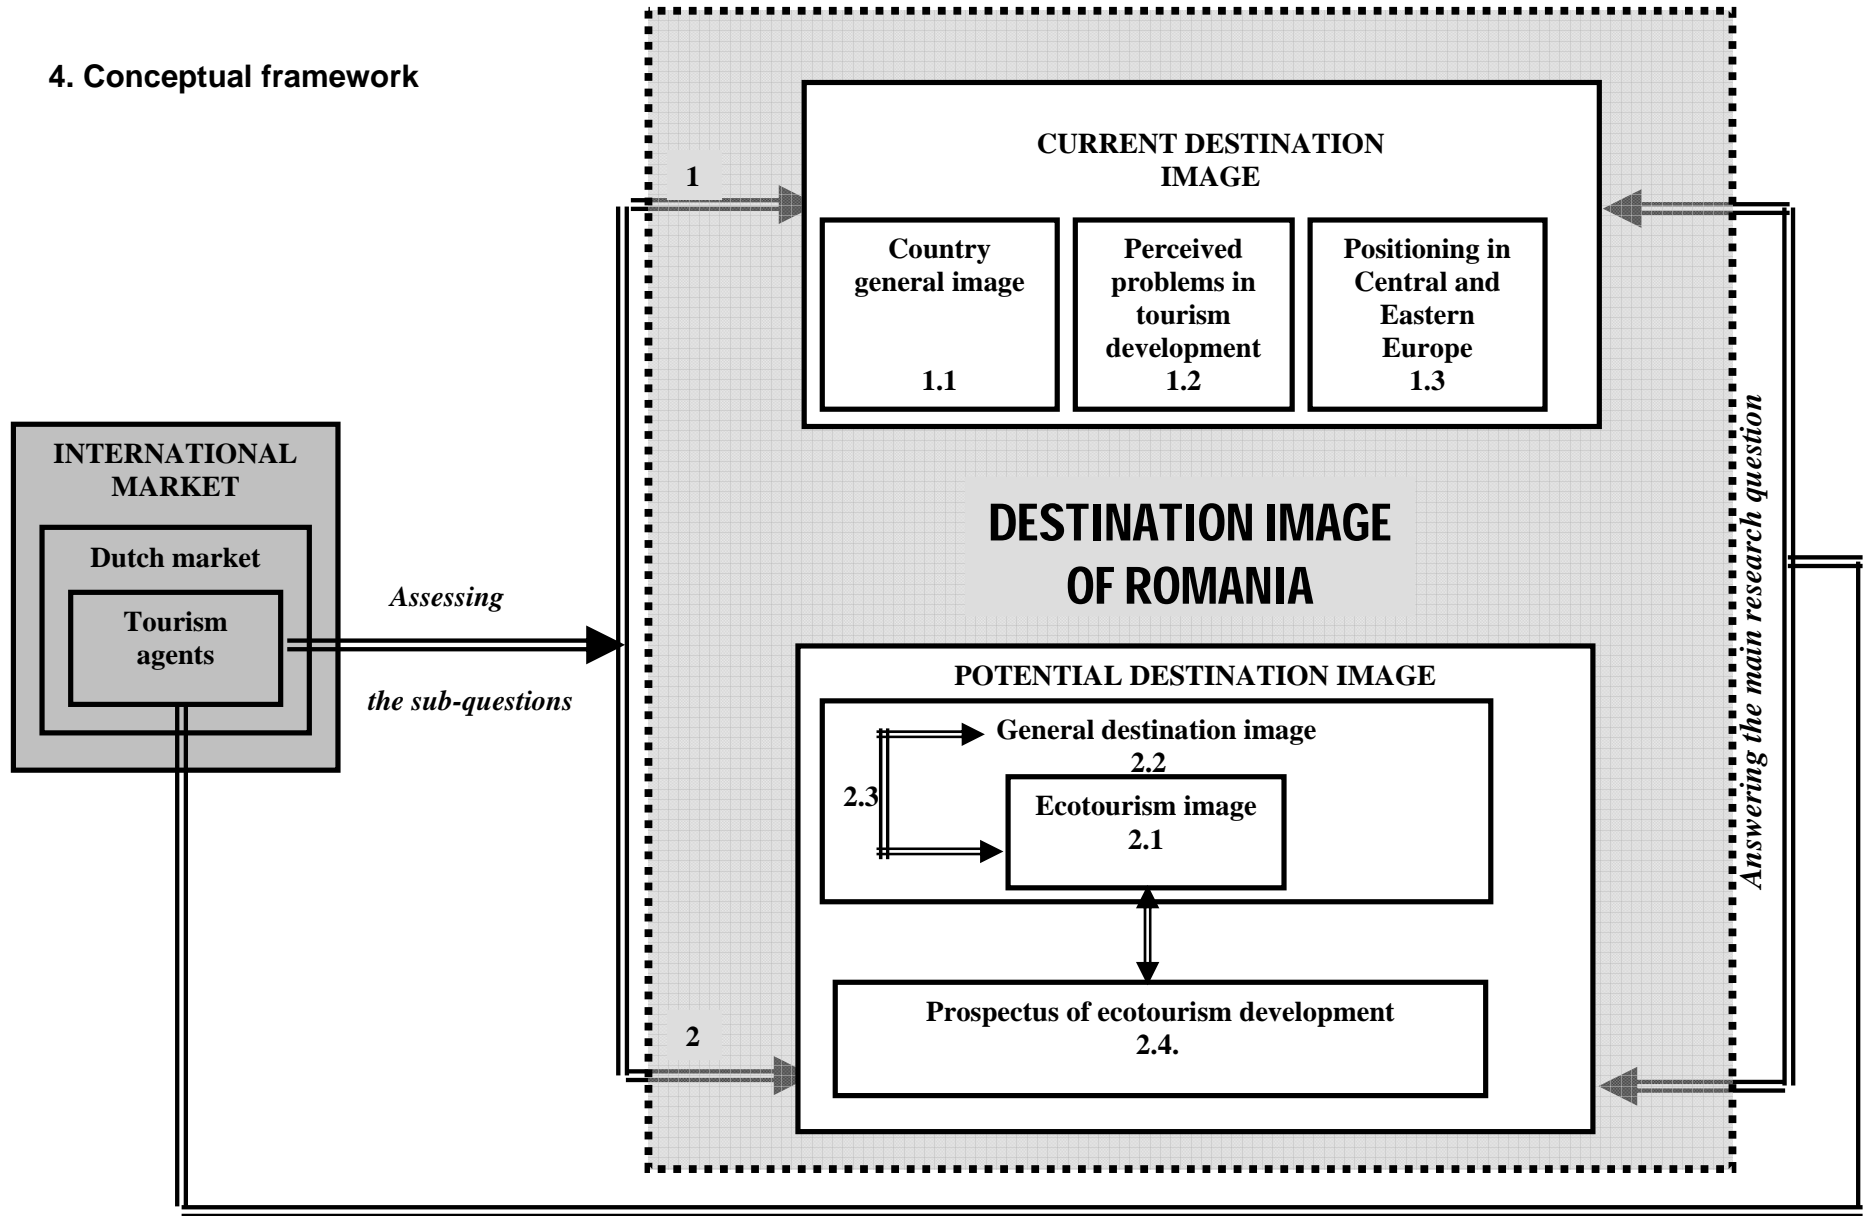 4. Conceptual framework
1
CURRENT DESTINATION
IMAGE
Country
general image
1.1
Perceived
problems in
tourism
development
1.2
Positioning in
Central and
Eastern
Europe
1.3
INTERNATIONAL
MARKET
Dutch market
Tourism
agents
Assessing
the sub-questions
DESTINATION IMAGE
OF ROMANIA
Answering the main research question
POTENTIAL DESTINATION IMAGE
General destination image
2.2
2.3
Ecotourism image
2.1
2
Prospectus of ecotourism development
2.4.